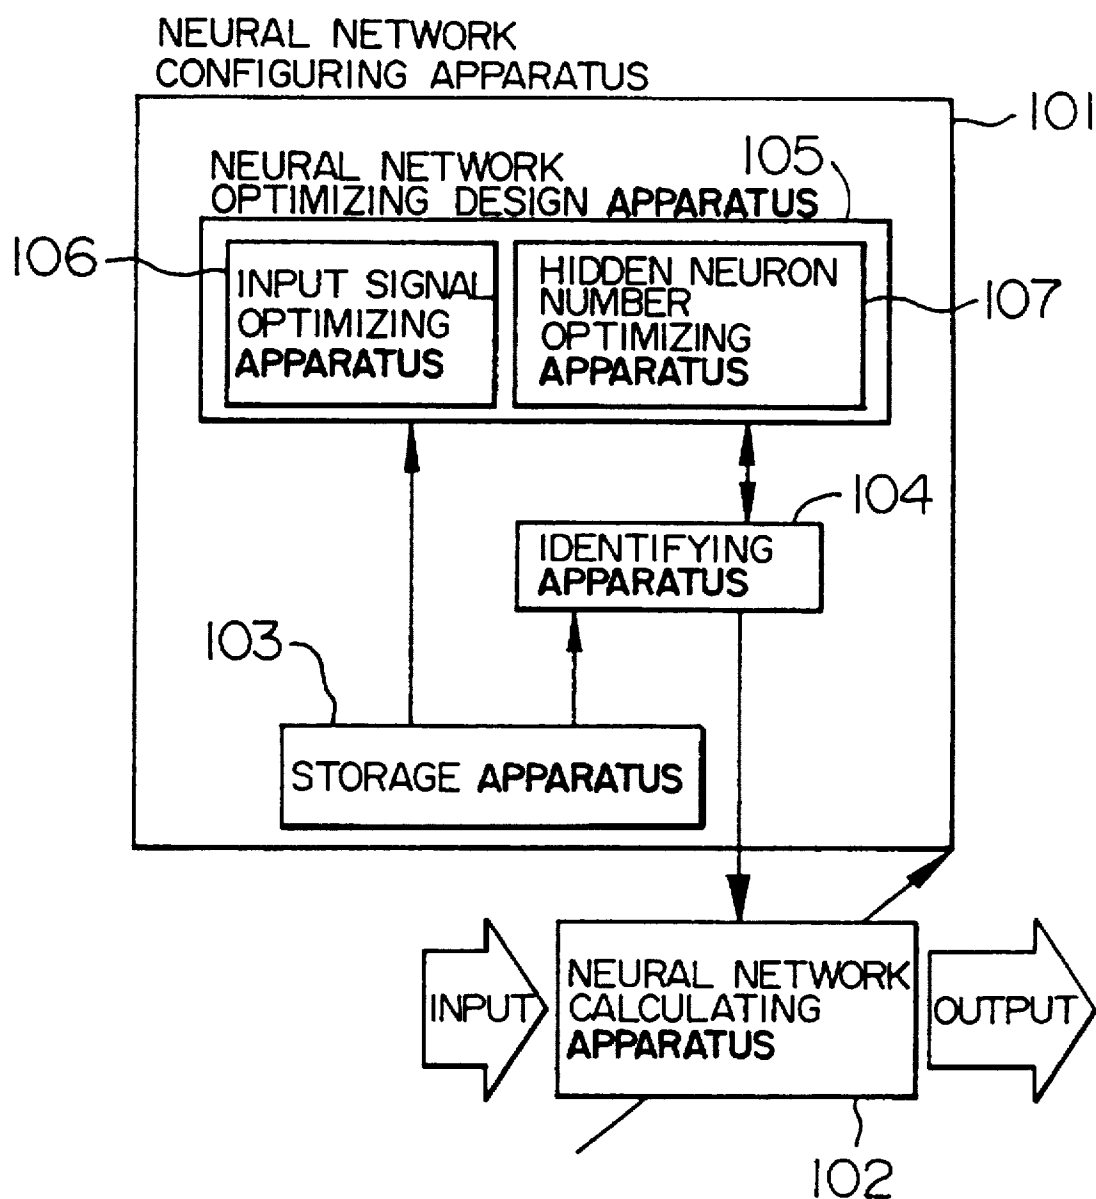 NEURAL NETWORK
CONFIGURING APPARATUS
101
NEURAL NETWORK
OPTIMIZING DESIGN APPARATUS
105
106
INPUT SIGNAL
OPTIMIZING
APPARATUS
HIDDEN NEURON
NUMBER
OPTIMIZING
APPARATUS
107
104
IDENTIFYING
APPARATUS
103
STORAGE APPARATUS
INPUT
NEURAL NETWORK
CALCULATING
APPARATUS
OUTPUT
102